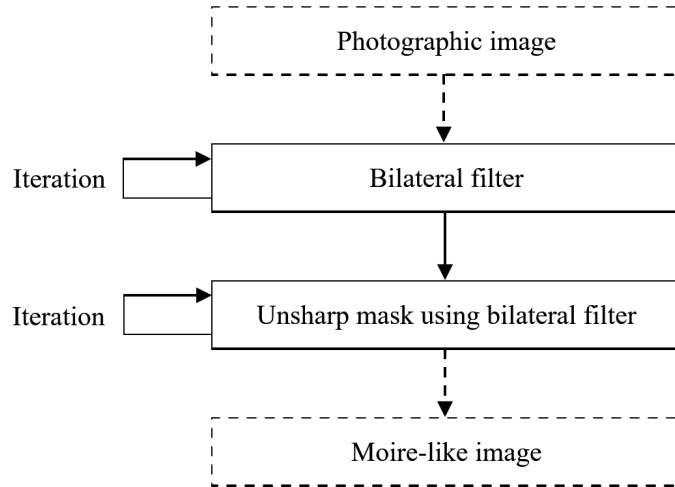 Photographic image
Iteration
Bilateral filter
Iteration
Unsharp mask using bilateral filter
Moire-like image